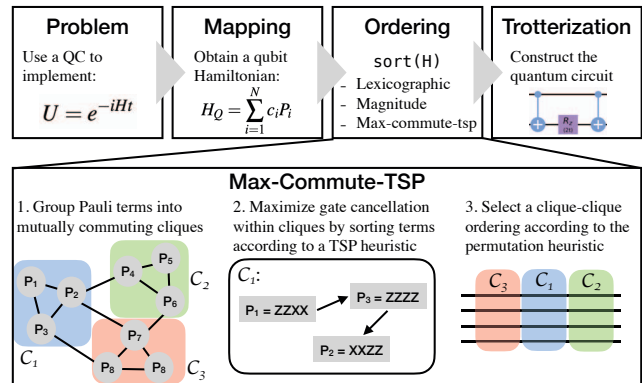 Problem
Use a QC to
implement:
U = e^{-iHt}
Mapping
Obtain a qubit
Hamiltonian:
H_Q = \sum_{i=1}^{N} c_i P_i
Ordering
sort(H)
- Lexicographic
- Magnitude
- Max-commute-tsp
Trotterization
Construct the
quantum circuit
R_z
(2t)
Max-Commute-TSP
1. Group Pauli terms into
mutually commuting cliques
P₁
P₂
P₃
C₁
P₄
P₅
P₆
C₂
P₇
P₈
P₈
C₃
2. Maximize gate cancellation
within cliques by sorting terms
according to a TSP heuristic
C₁:
P₁ = ZZXX
P₃ = ZZZZ
P₂ = XXZZ
3. Select a clique-clique
ordering according to the
permutation heuristic
C₃ C₁ C₂